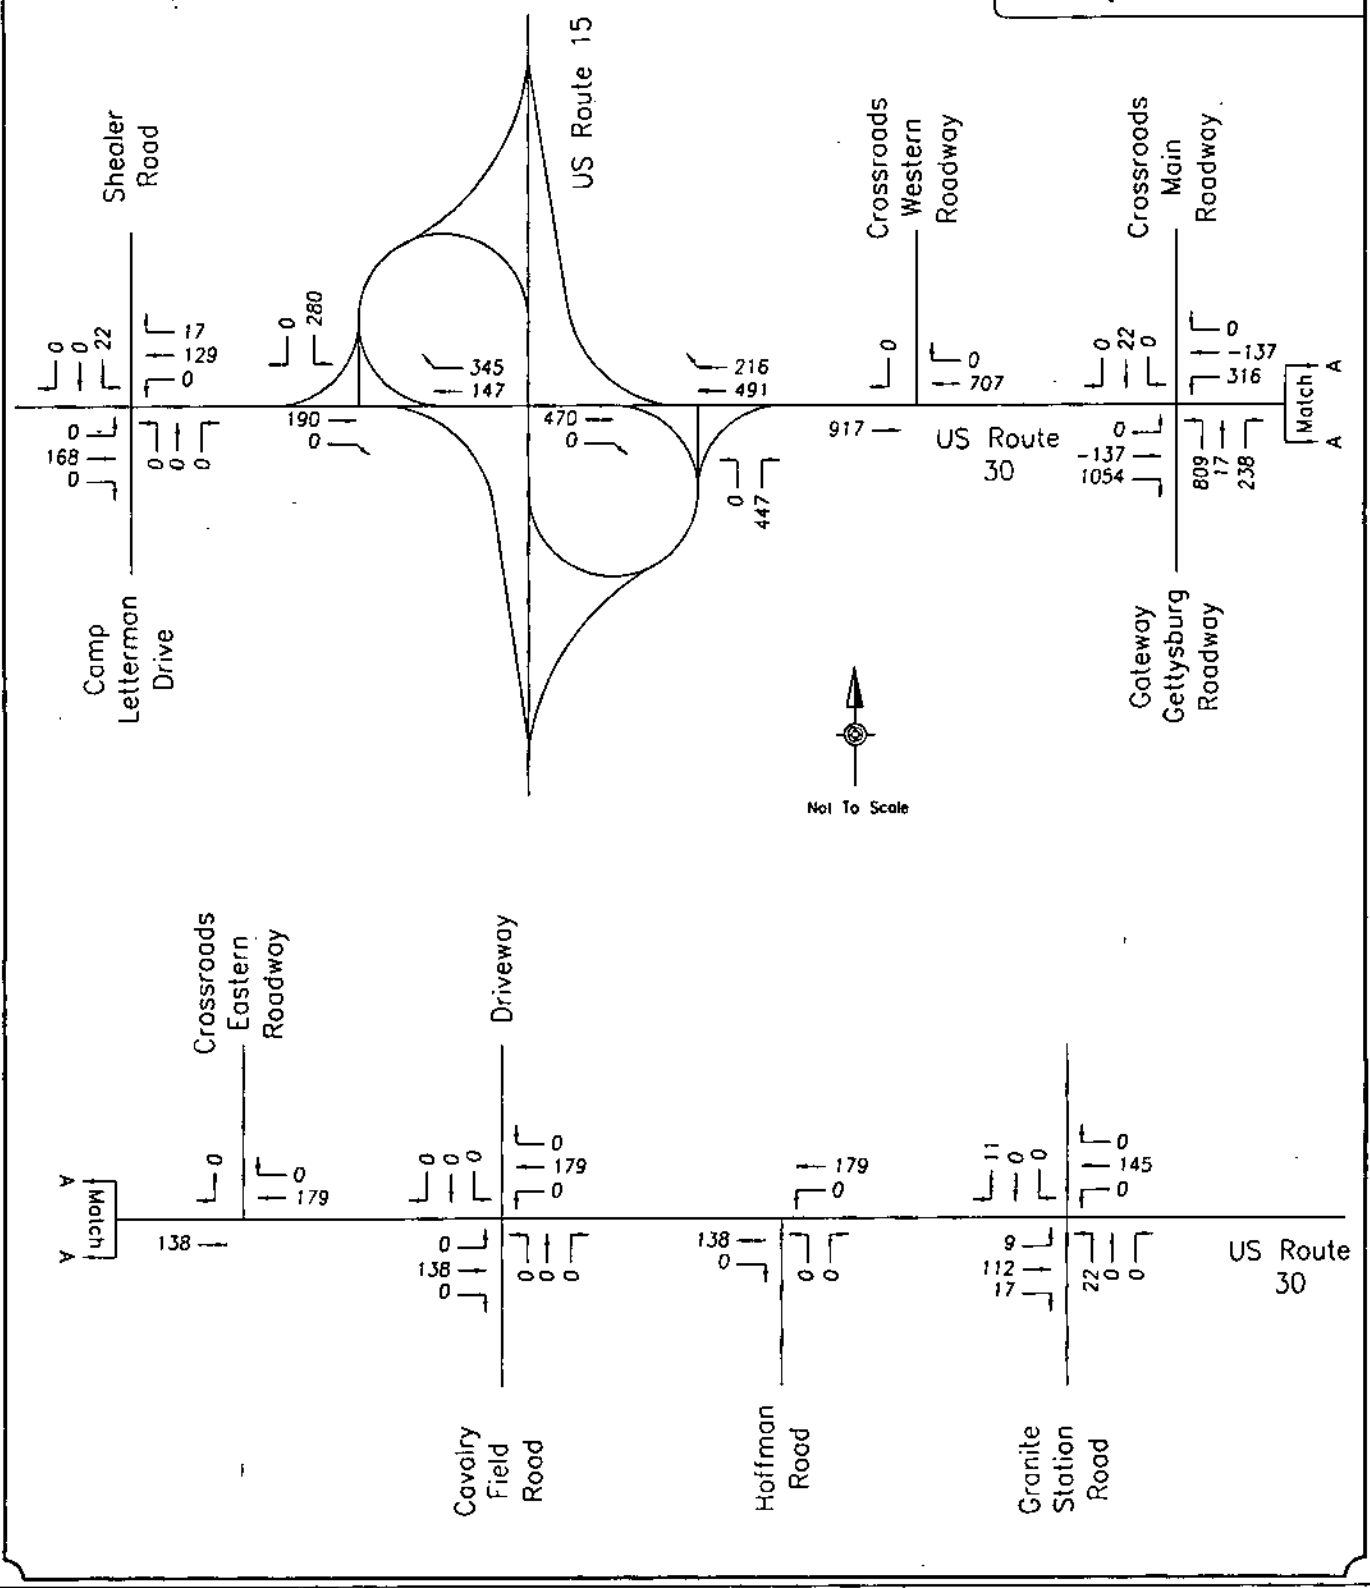 Shealer
Road
0
0
22
17
129
0
0
168
0
0
0
0
Camp
Letterman
Drive
US Route 15
0
280
345
147
190
0
470
0
216
491
0
447
Crossroads
Western
Roadway
0
0
707
917
US Route
30
Crossroads
Main
Roadway
0
22
0
0
-137
316
0
-137
1054
809
17
238
Match
A
A
Gateway
Gettysburg
Roadway
Not To Scale
Crossroads
Eastern
Roadway
A
A
Match
0
0
179
138
Driveway
0
0
0
0
179
0
0
138
0
0
0
0
Cavalry
Field
Road
179
0
138
0
0
0
Hoffman
Road
11
0
0
0
145
0
9
112
17
22
0
0
Granite
Station
Road
US Route
30